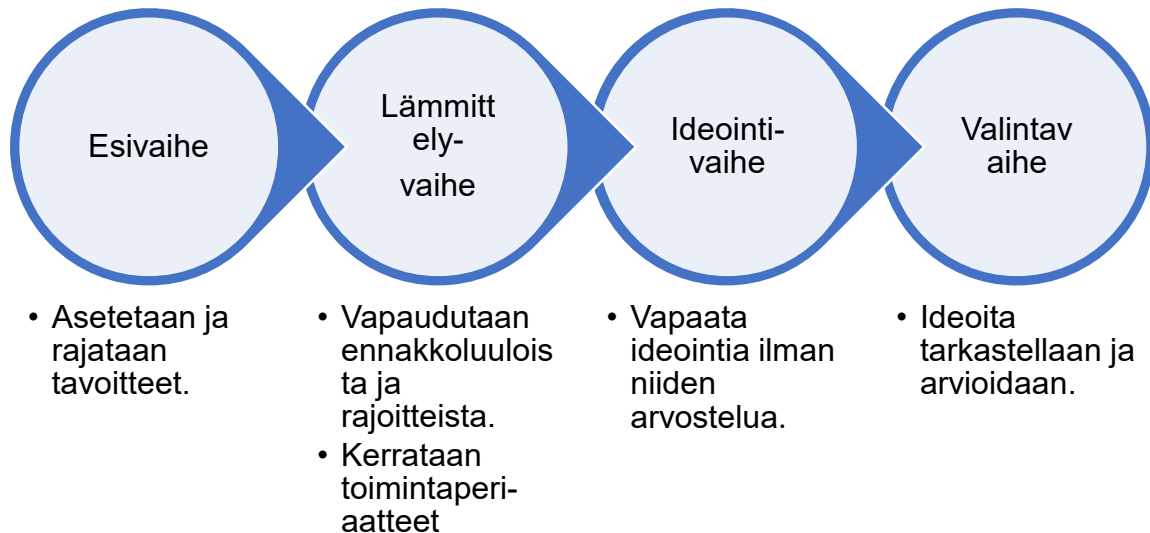 Esivaihe
Lämmitt
ely-
vaihe
Ideointi-
vaihe
Valintav
aihe
• Asetetaan ja
rajataan
tavoitteet.
• Vapaudutaan
ennakkoluulois
ta ja
rajoitteista.
• Kerrataan
toimintaperi-
aatteet
• Vapaata
ideointia ilman
niiden
arvostelua.
• Ideoita
tarkastellaan ja
arvioidaan.